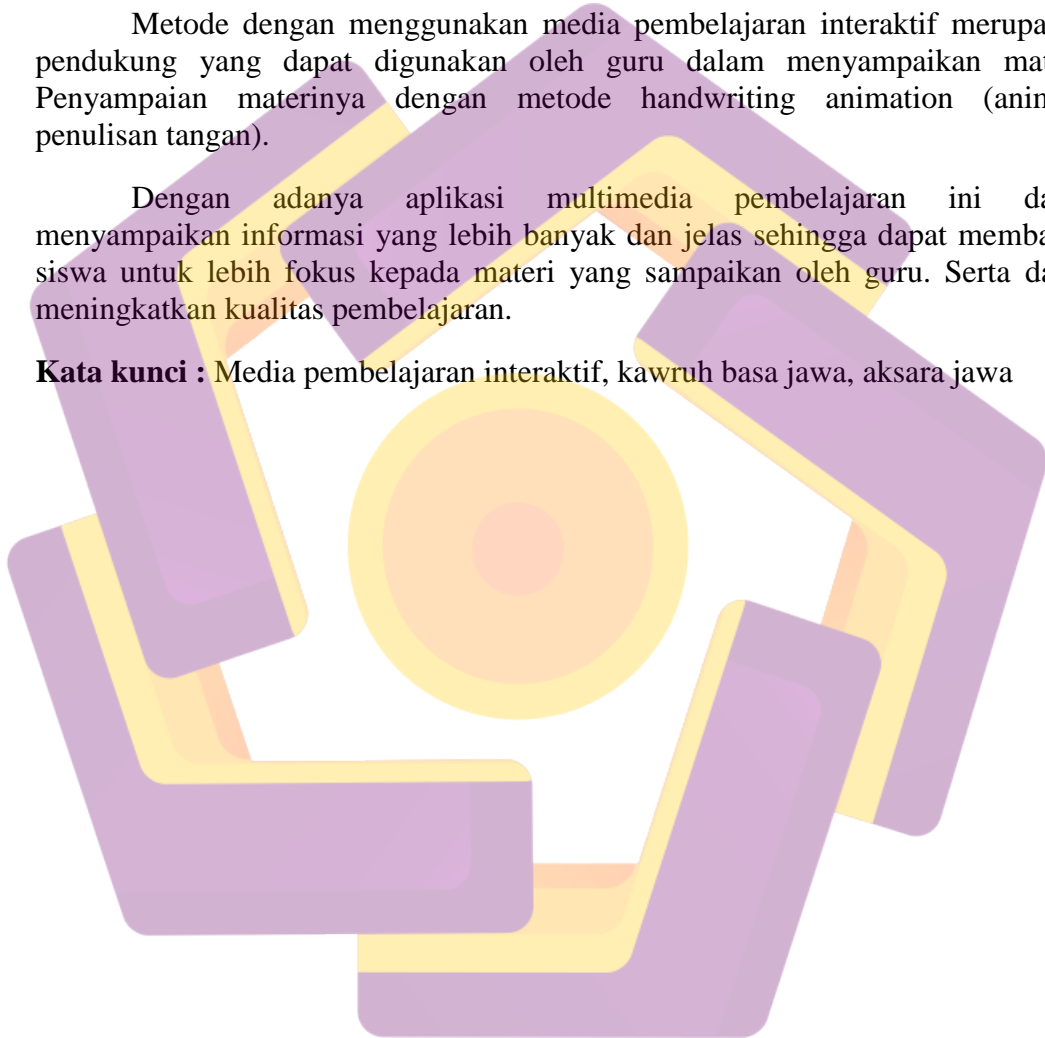 Metode dengan menggunakan media pembelajaran interaktif merupa
pendukung yang dapat digunakan oleh guru dalam menyampaikan mat
Penyampaian materinya dengan metode handwriting animation (anim
penulisan tangan).
Dengan adanya aplikasi multimedia pembelajaran ini da
menyampaikan informasi yang lebih banyak dan jelas sehingga dapat memba
siswa untuk lebih fokus kepada materi yang sampaikan oleh guru. Serta da
meningkatkan kualitas pembelajaran.
Kata kunci : Media pembelajaran interaktif, kawruh basa jawa, aksara jawa